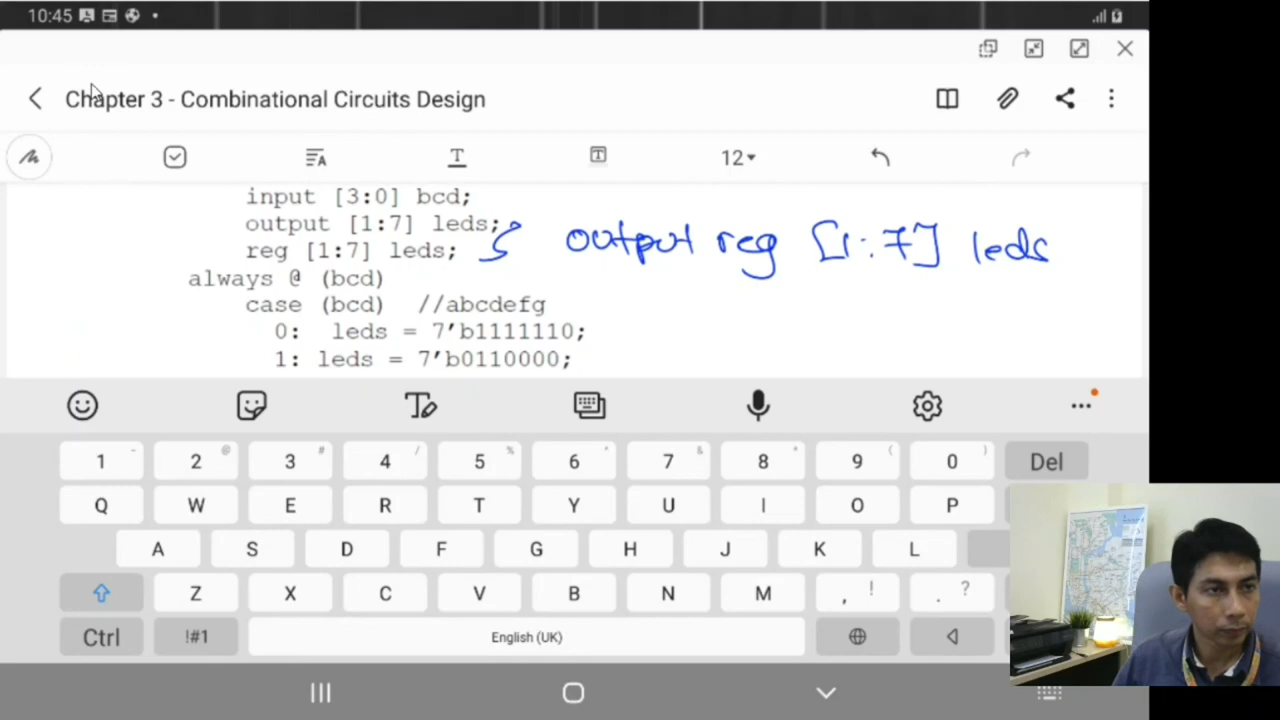 10:45
Chapter 3 - Combinational Circuits Design
12
input [3:0] bcd;
output [1:7] leds;
reg [1:7] leds;
output reg [1:7] leds
always @ (bcd)
case (bcd) //abcdefg
0: leds = 7'b1111110;
1: leds = 7'b0110000;
1 2 3 4 5 6 7 8 9 0 Del
Q W E R T Y U I O P
A S D F G H J K L
Z X C V B N M , ! . ?
Ctrl !#1 English (UK)